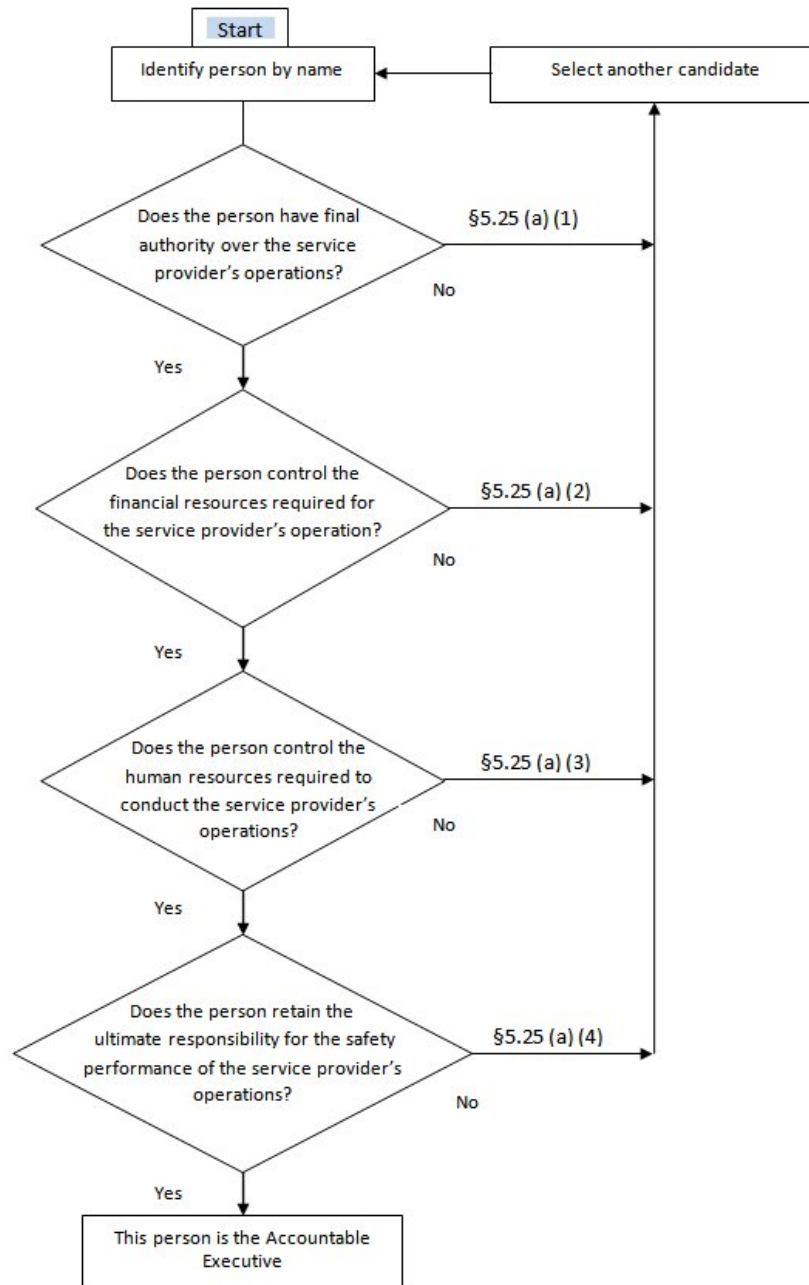 Start
Identify person by name
Select another candidate
Does the person have final
authority over the service
provider’s operations?
§5.25 (a) (1)
No
Yes
Does the person control the
financial resources required for
the service provider’s operation?
§5.25 (a) (2)
No
Yes
Does the person control the
human resources required to
conduct the service provider’s
operations?
§5.25 (a) (3)
No
Yes
Does the person retain the
ultimate responsibility for the safety
performance of the service provider’s
operations?
§5.25 (a) (4)
No
Yes
This person is the Accountable
Executive